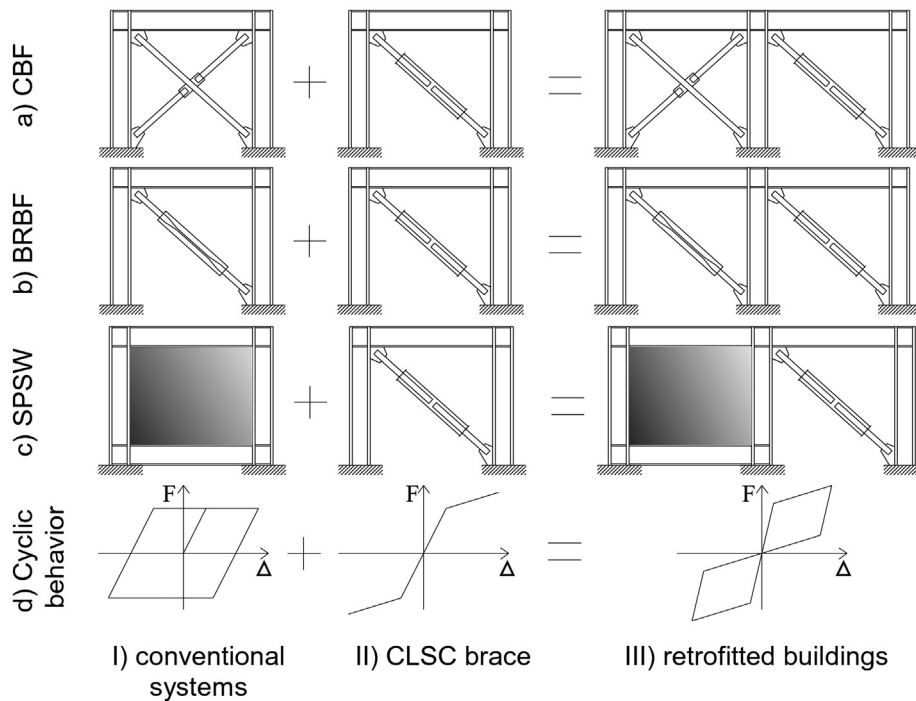 a) CBF
b) BRBF
c) SPSW
d) Cyclic
behavior
F
Δ
F
Δ
F
Δ
I) conventional
systems
II) CLSC brace
III) retrofitted buildings